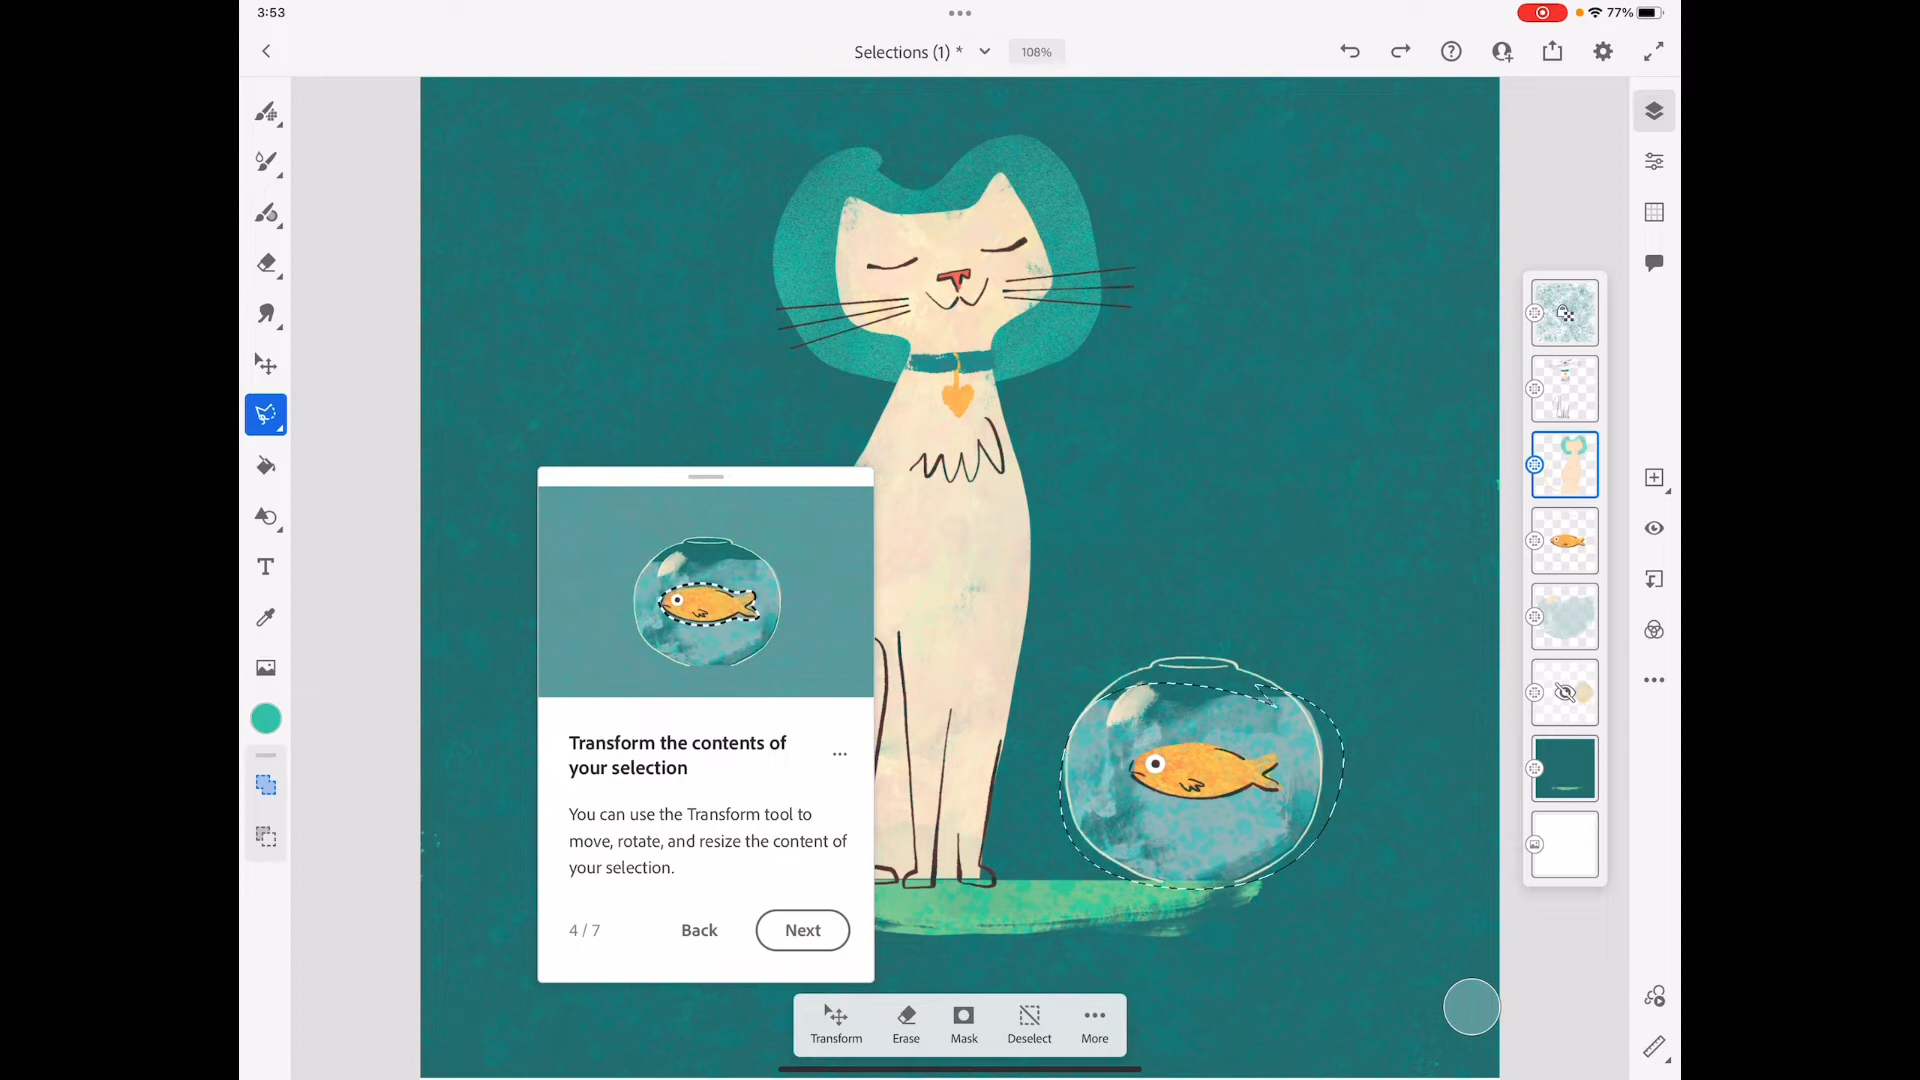 3:53
77%
Selections (1) *
108%
Transform the contents of
your selection
You can use the Transform tool to
move, rotate, and resize the content of
your selection.
4 / 7
Back
Next
Transform
Erase
Mask
Deselect
More